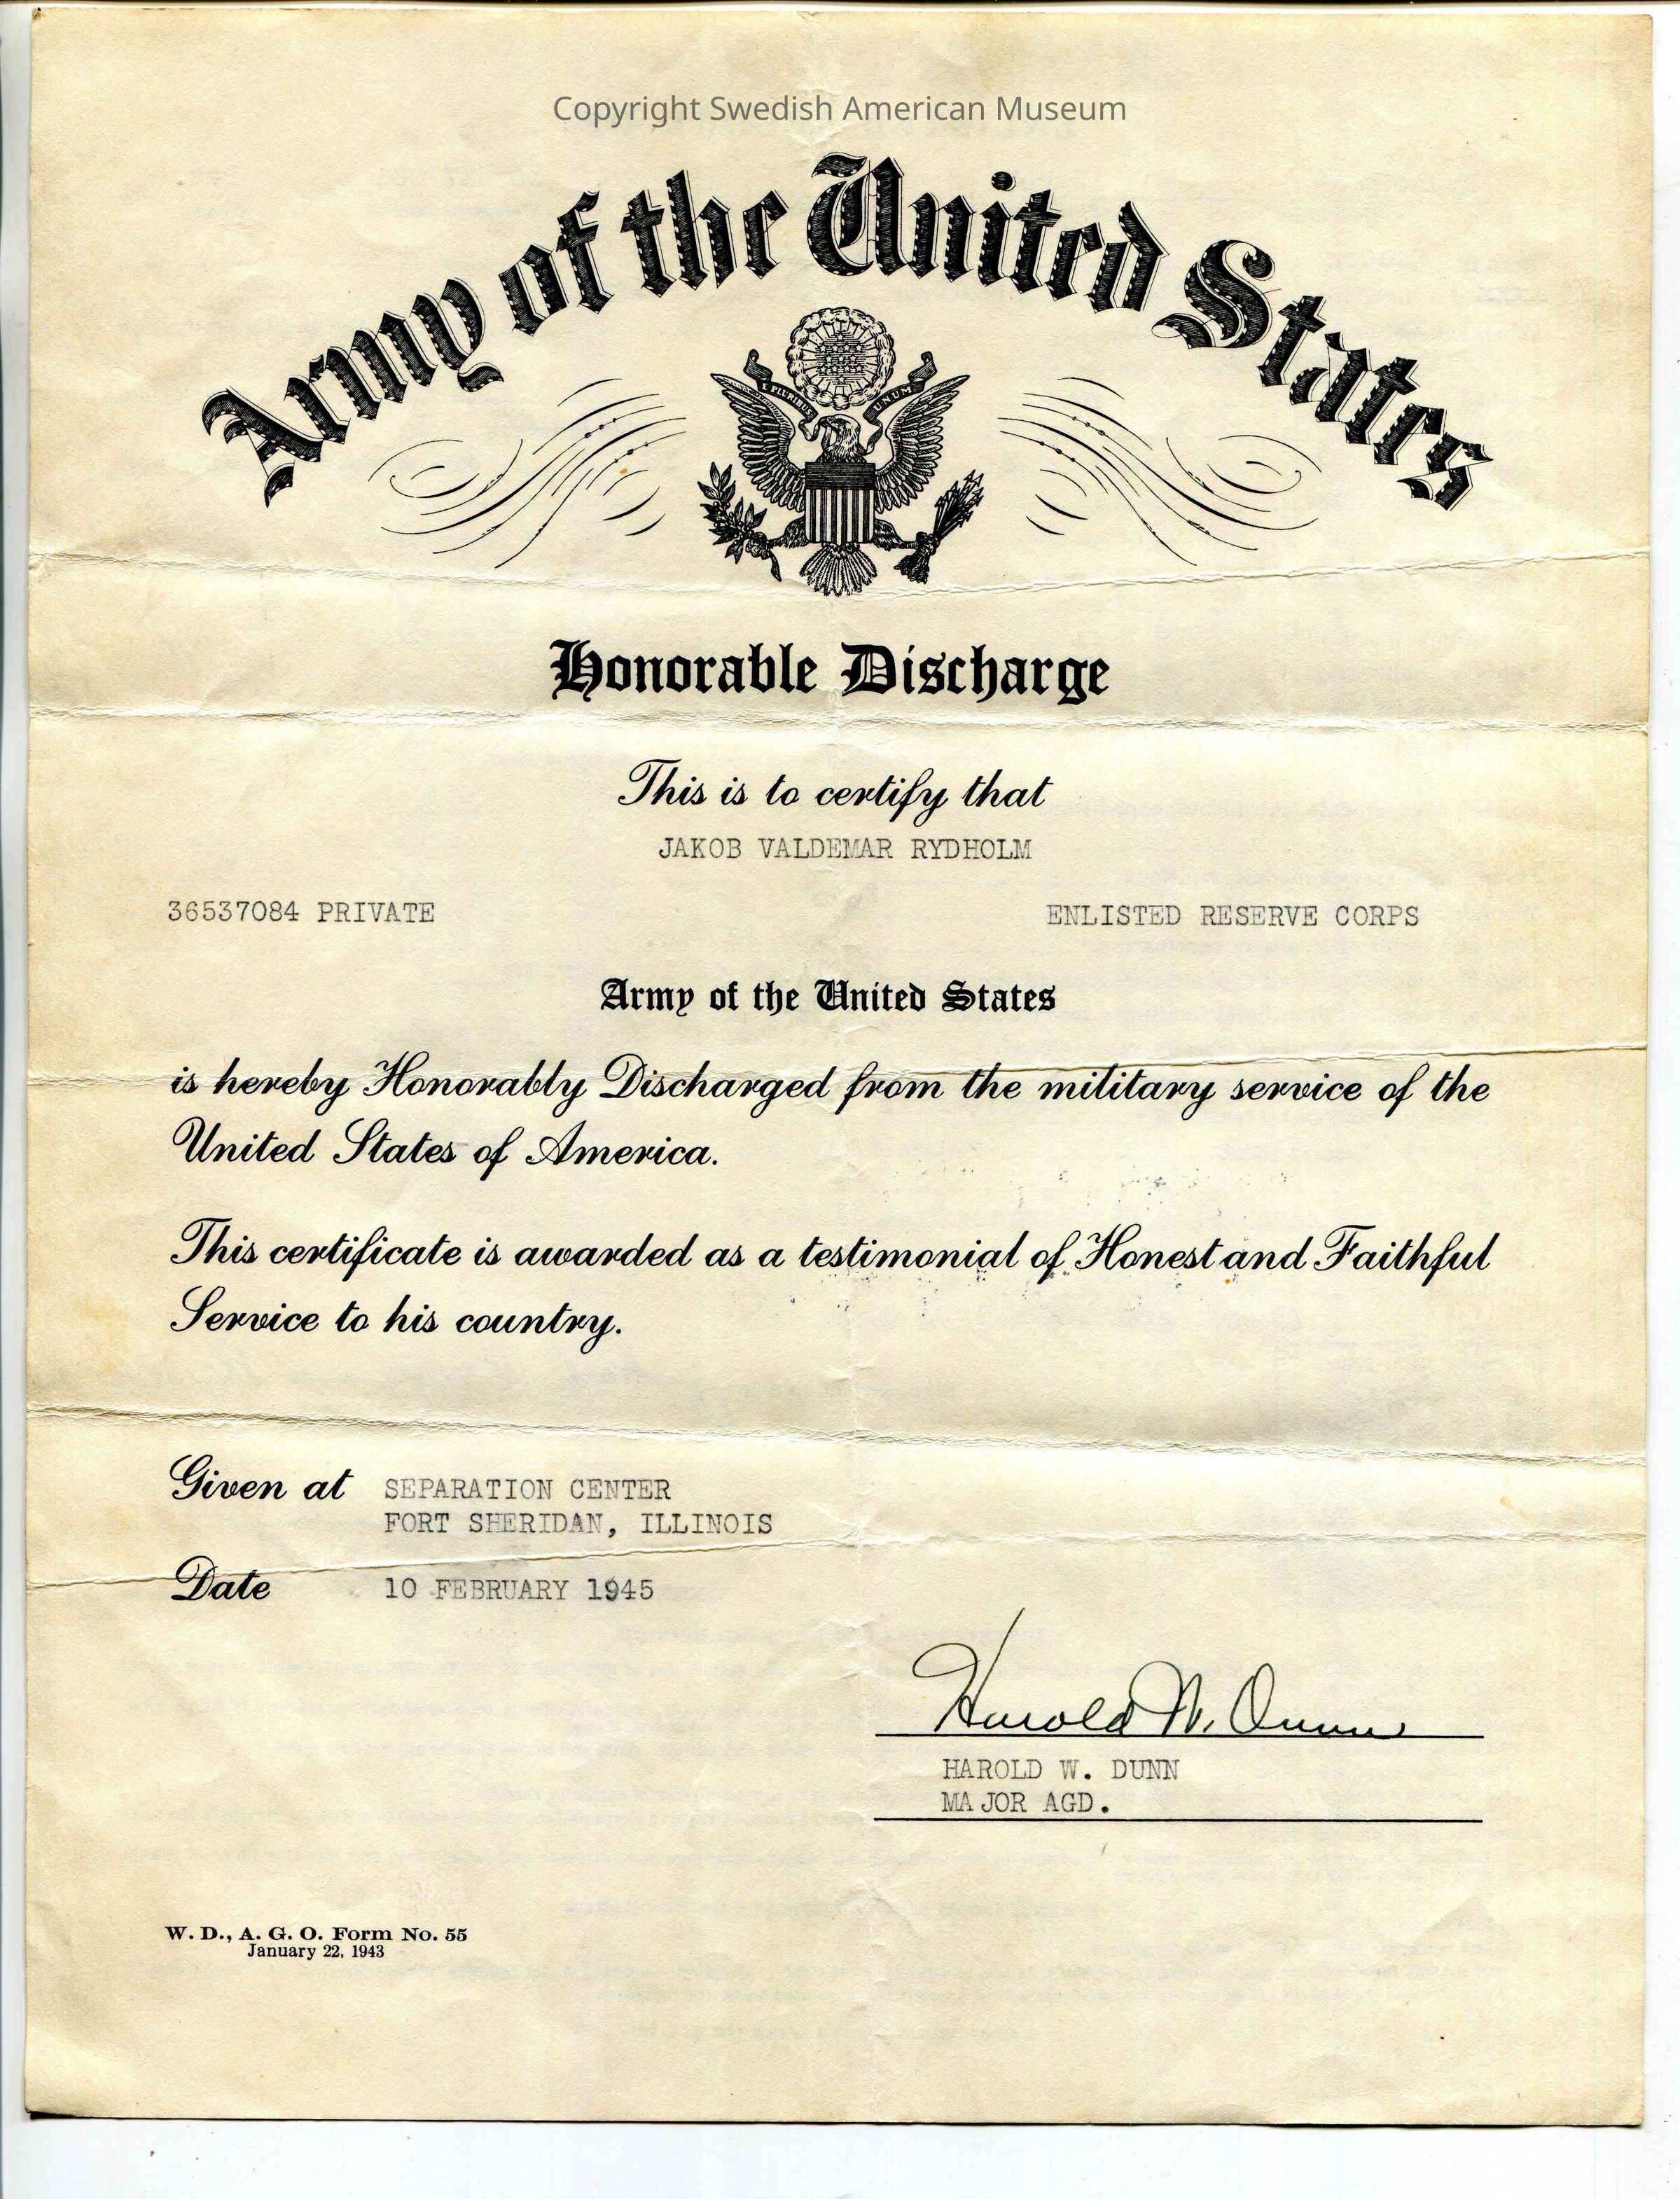 Copyright Swedish American Museum
Army of the United States
E PLURIBUS UNUM
Honorable Discharge
This is to certify that
JAKOB VALDEMAR RYDHOLM
36537084 PRIVATE ENLISTED RESERVE CORPS
Army of the United States
is hereby Honorably Discharged from the military service of the
United States of America.
This certificate is awarded as a testimonial of Honest and Faithful
Service to his country.
Given at SEPARATION CENTER
FORT SHERIDAN, ILLINOIS
Date 10 FEBRUARY 1945
Harold W. Dunn
HAROLD W. DUNN
MAJOR AGD.
W. D., A. G. O. Form No. 55
January 22, 1943